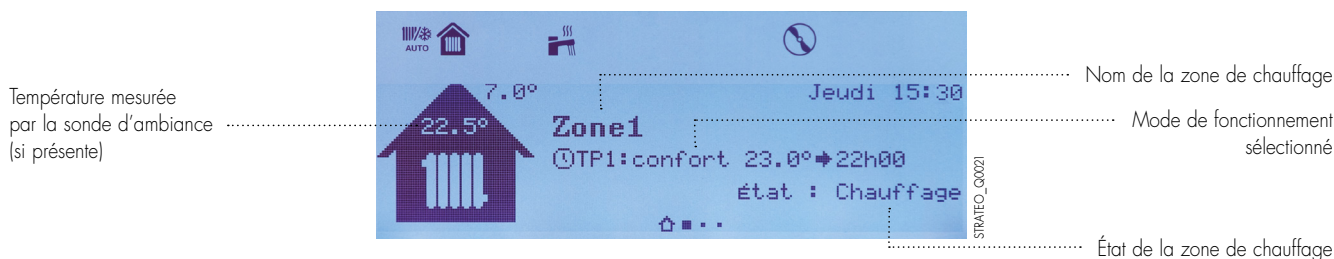 AUTO
Température mesurée
par la sonde d'ambiance
(si présente)
7.0°
22.5°
Jeudi 15:30
Zone1
TP1:confort 23.0°➔22h00
État : Chauffage
STRATEO_Q0021
Nom de la zone de chauffage
Mode de fonctionnement
sélectionné
État de la zone de chauffage